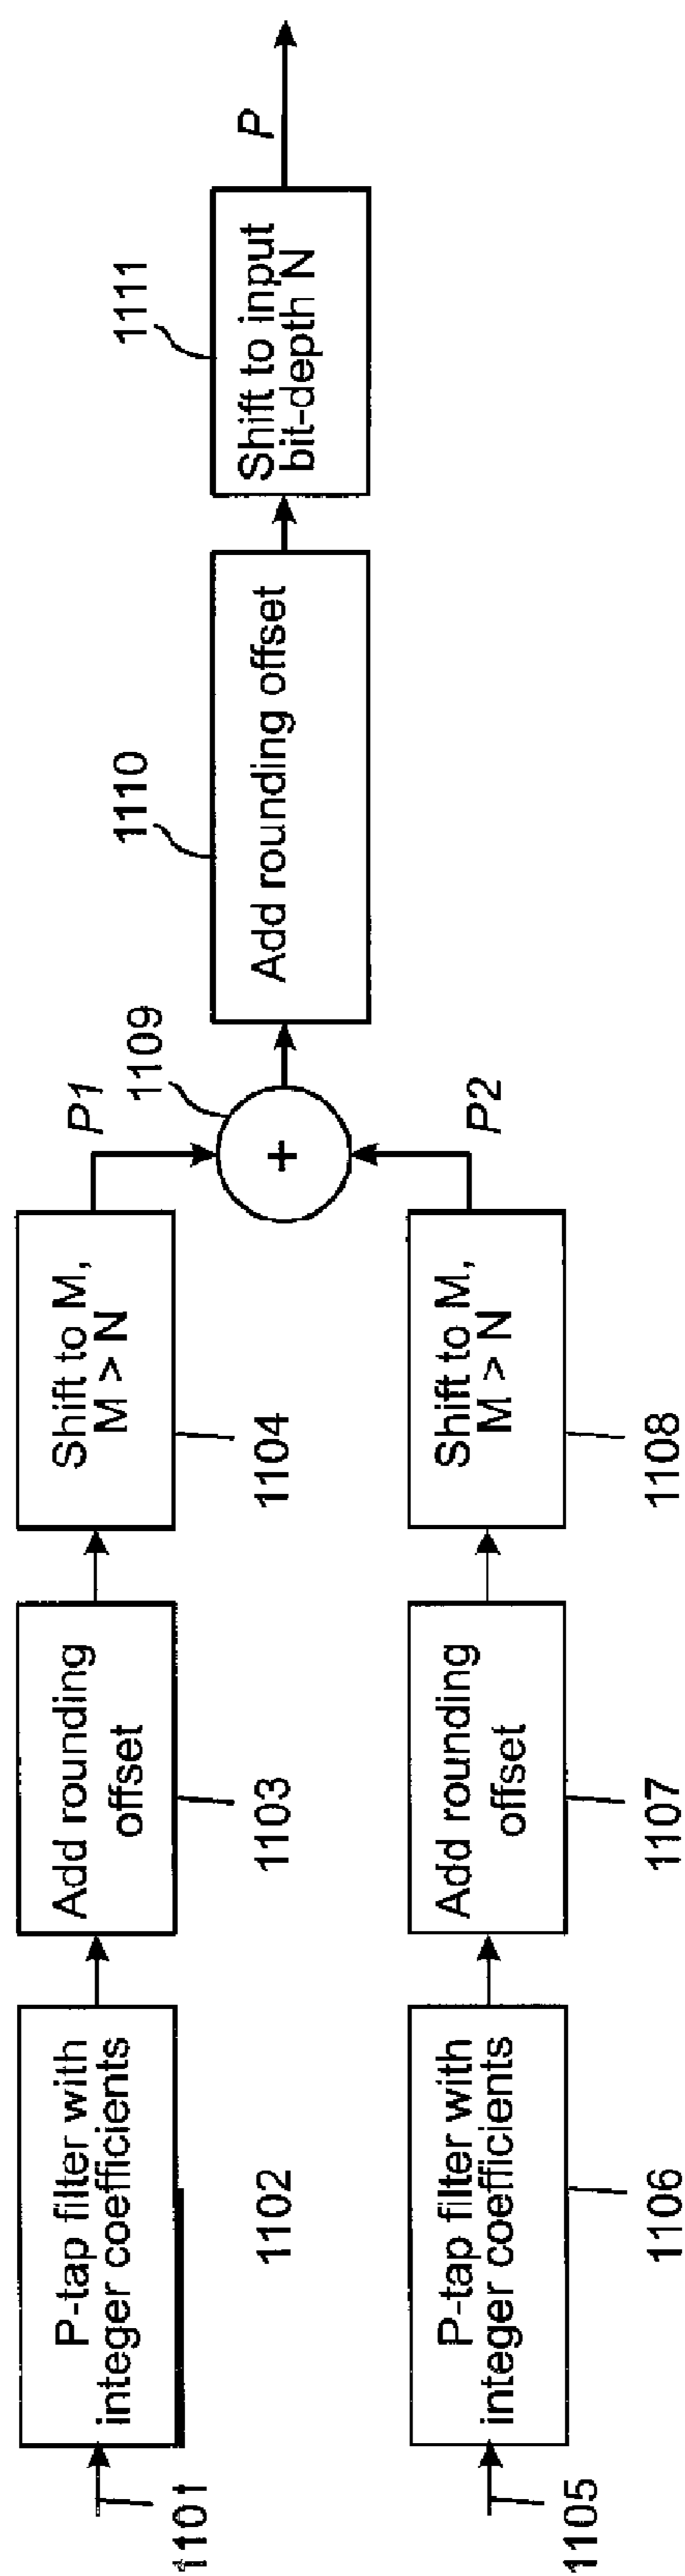 1101
P-tap filter with
integer coefficients
1102
Add rounding
offset
1103
Shift to M,
M > N
1104
P1
1105
P-tap filter with
integer coefficients
1106
Add rounding
offset
1107
Shift to M,
M > N
1108
P2
+
1109
Add rounding offset
1110
Shift to input
bit-depth N
1111
P